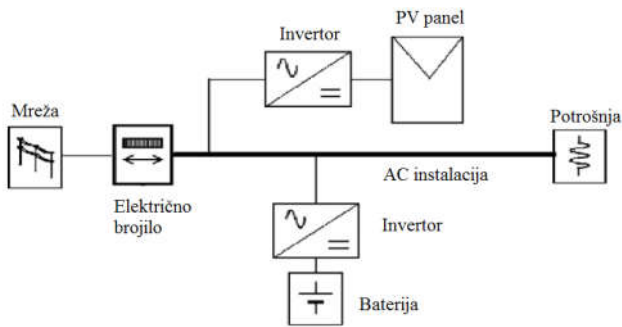 PV panel
Invertor
Mreža
Potrošnja
AC instalacija
Električno
brojilo
Invertor
Baterija